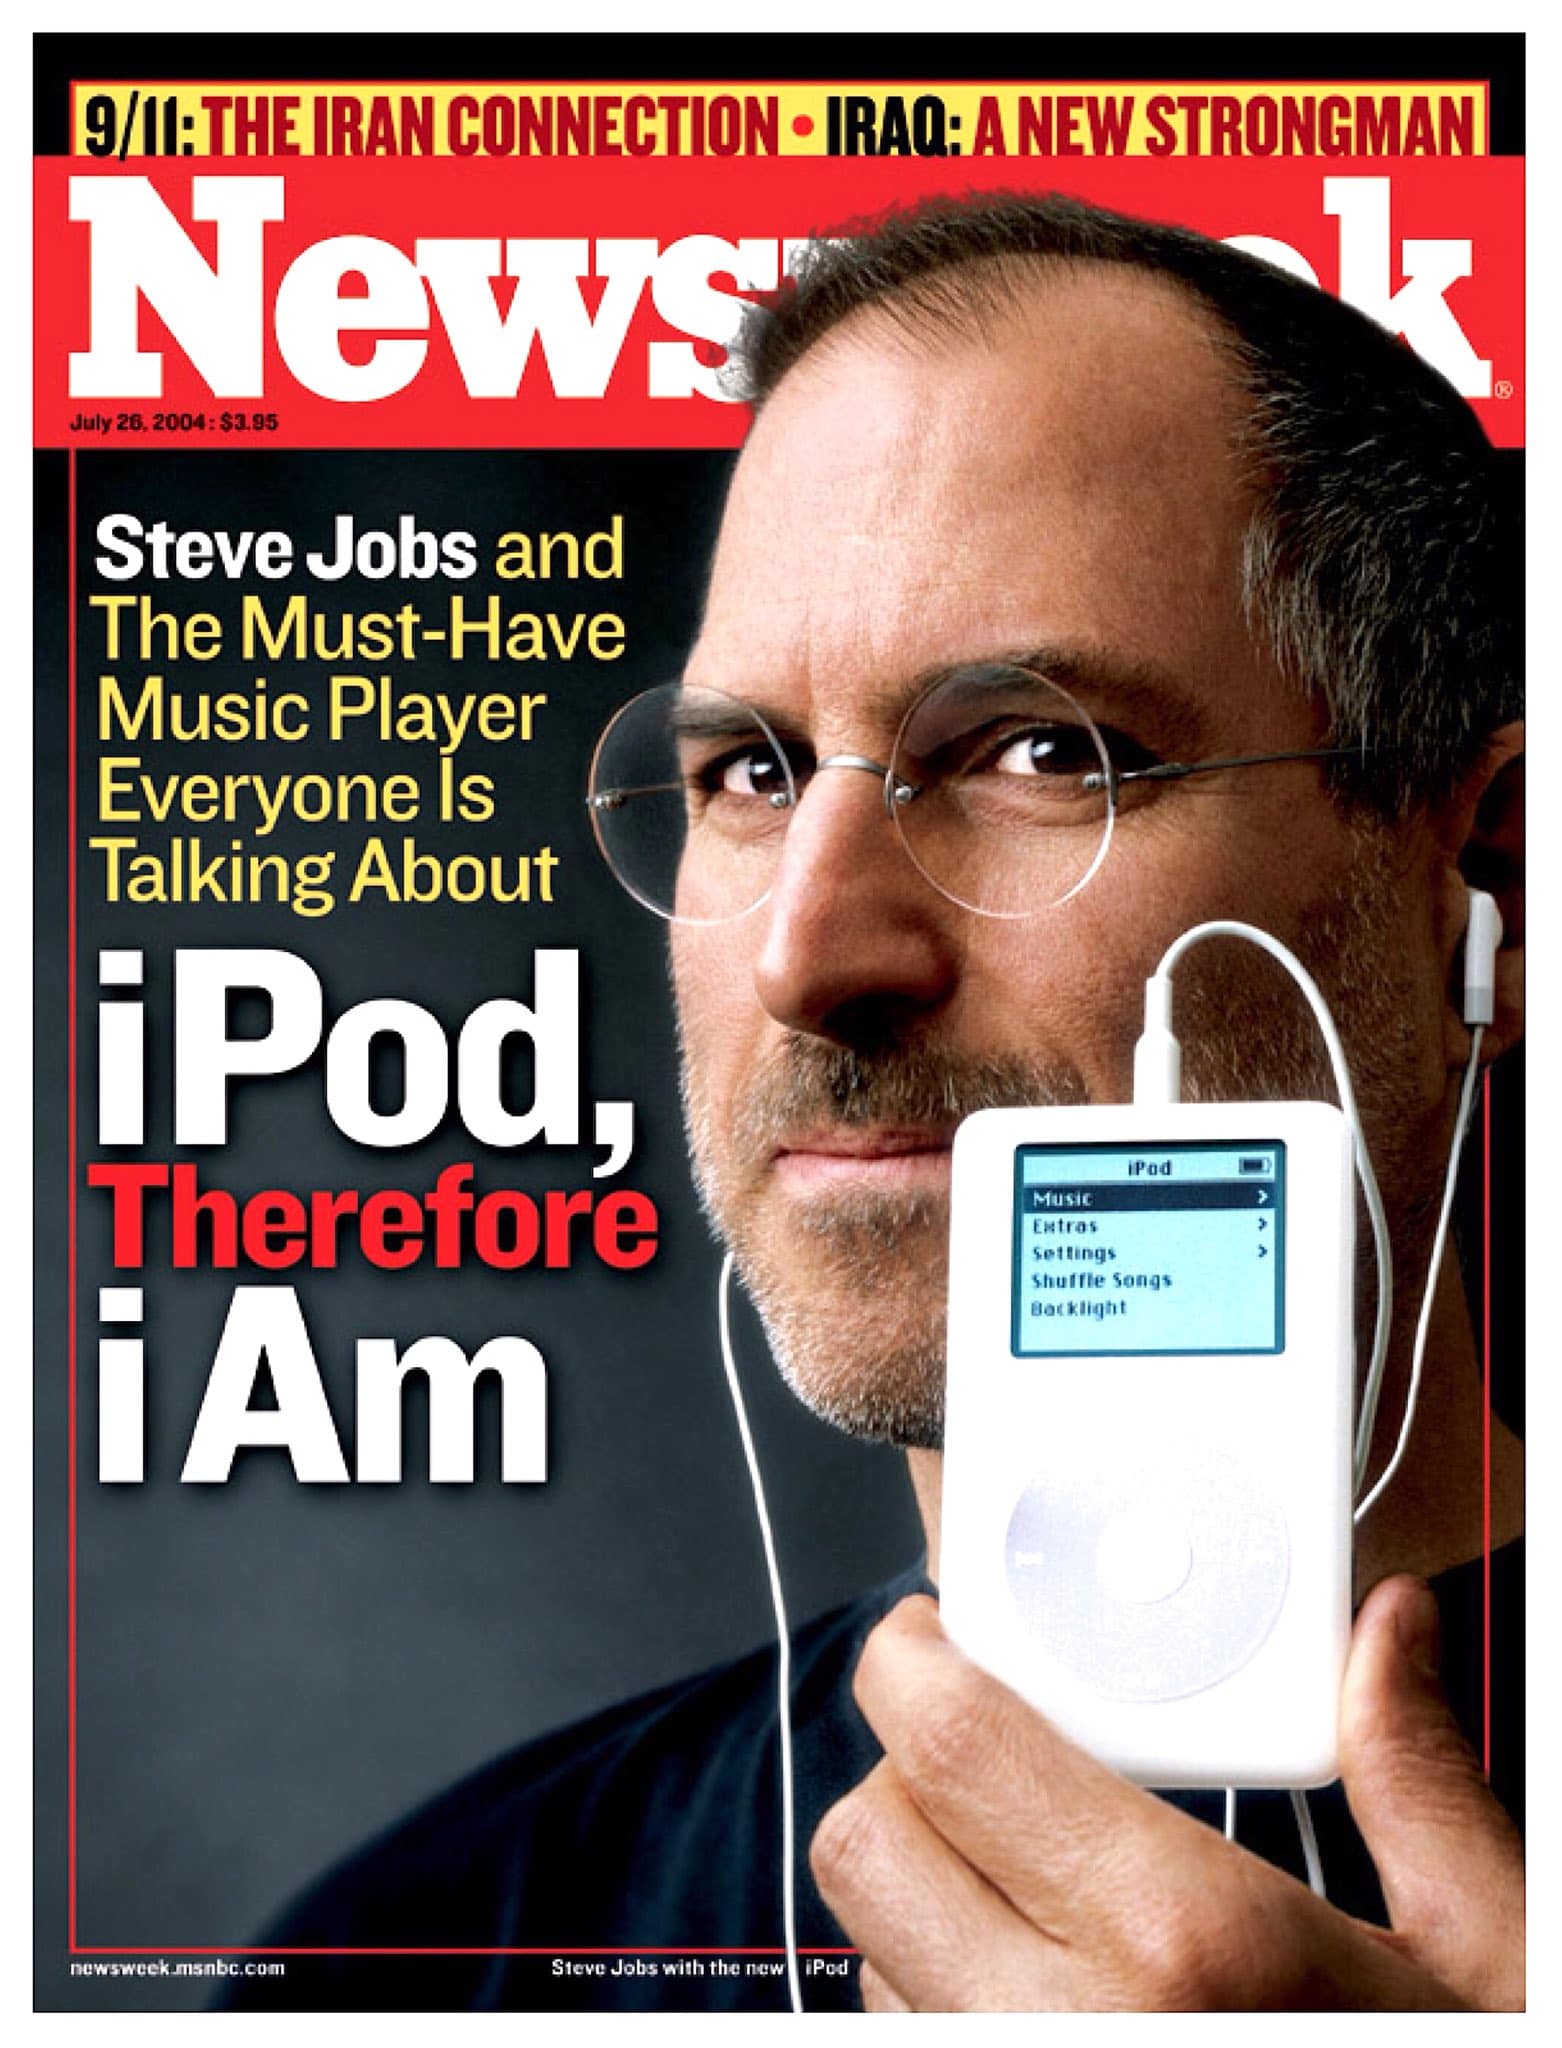 9/11: THE IRAN CONNECTION • IRAQ: A NEW STRONGMAN
Newsw ek®
July 26, 2004: $3.95
Steve Jobs and
The Must-Have
Music Player
Everyone Is
Talking About
iPod,
Therefore
i Am
iPod
Music >
Extras >
Settings >
Shuffle Songs
Backlight
newsweek.msnbc.com
Steve Jobs with the new iPod